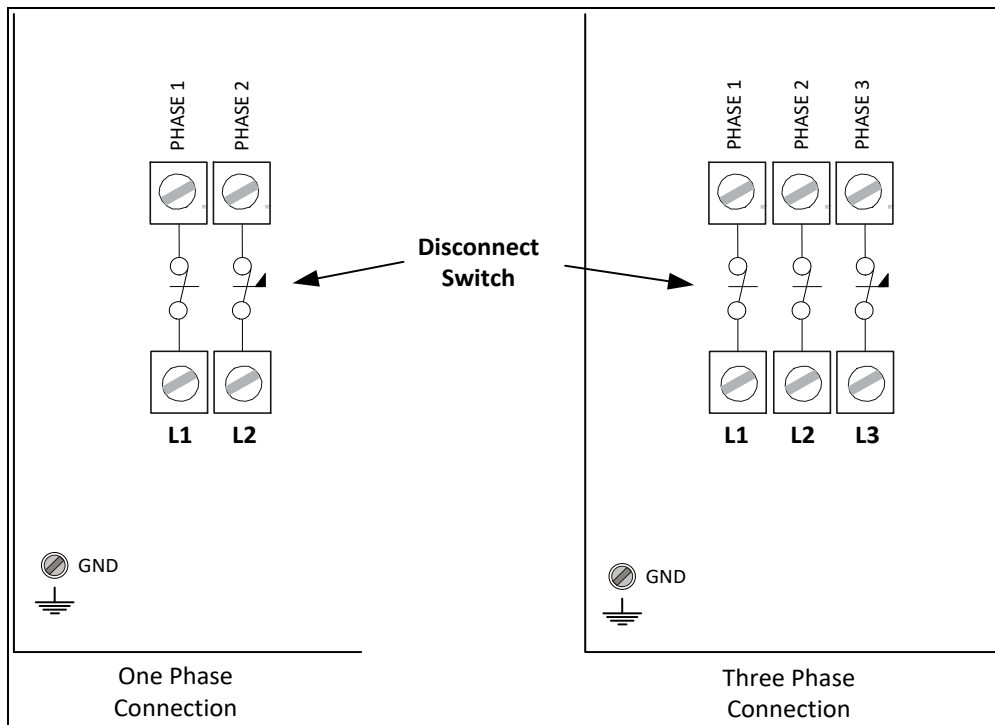 PHASE 1
PHASE 2
L1
L2
GND
One Phase
Connection
Disconnect
Switch
PHASE 1
PHASE 2
PHASE 3
L1
L2
L3
GND
Three Phase
Connection